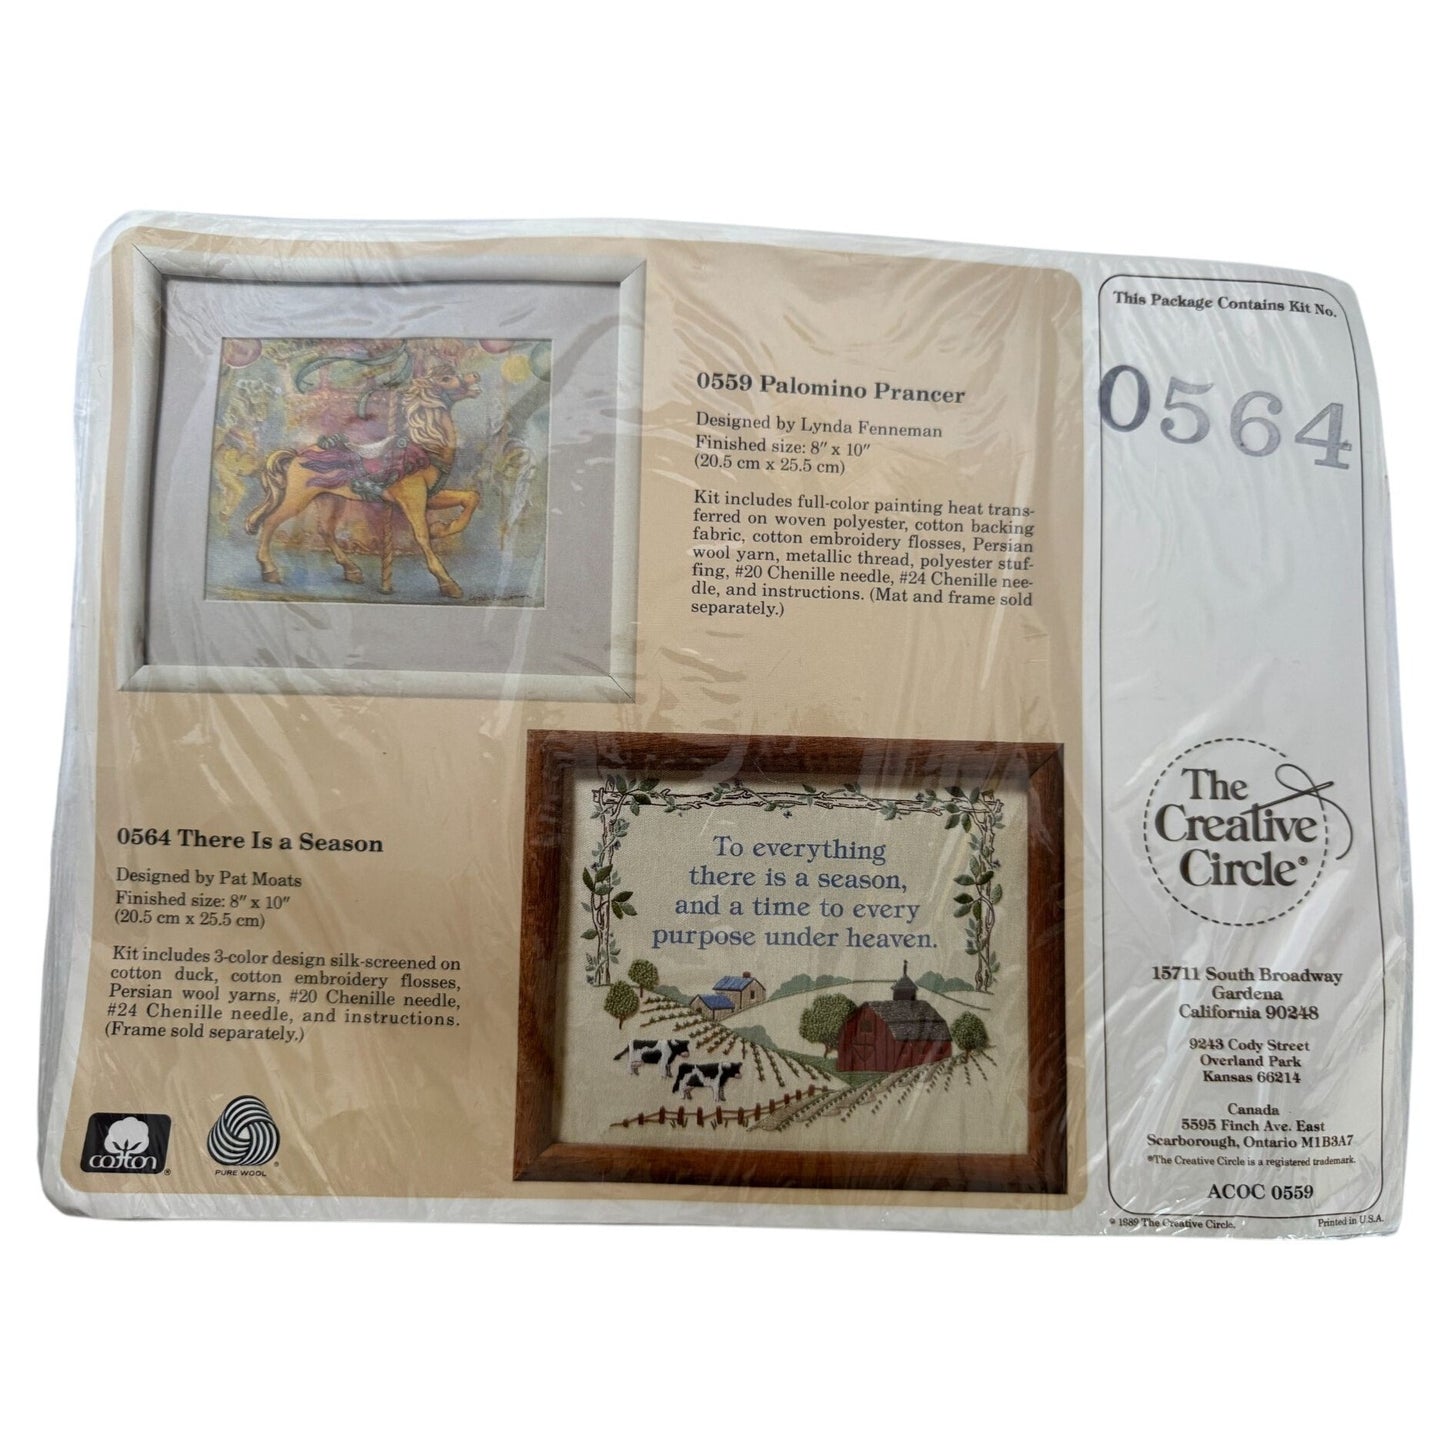 0559 Palomino Prancer
Designed by Lynda Fenneman
Finished size: 8″ x 10″
(20.5 cm x 25.5 cm)
Kit includes full-color painting heat trans-
ferred on woven polyester, cotton backing
fabric, cotton embroidery flosses, Persian
wool yarn, metallic thread, polyester stuf-
fing, #20 Chenille needle, #24 Chenille nee-
dle, and instructions. (Mat and frame sold
separately.)
0564 There Is a Season
Designed by Pat Moats
Finished size: 8″ x 10″
(20.5 cm x 25.5 cm)
Kit includes 3-color design silk-screened on
cotton duck, cotton embroidery flosses,
Persian wool yarns, #20 Chenille needle,
#24 Chenille needle, and instructions.
(Frame sold separately.)
cotton®
PURE WOOL®
To everything
there is a season,
and a time to every
purpose under heaven.
This Package Contains Kit No.
0564
The
Creative
Circle®
15711 South Broadway
Gardena
California 90248
9243 Cody Street
Overland Park
Kansas 66214
Canada
5595 Finch Ave. East
Scarborough, Ontario M1B3A7
®The Creative Circle is a registered trademark.
ACOC 0559
© 1989 The Creative Circle.
Printed in U.S.A.